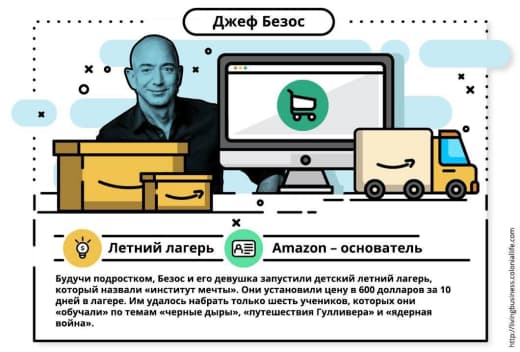 Джеф Безос
Летний лагерь
Amazon – основатель
Будучи подростком, Безос и его девушка запустили детский летний лагерь,
который назвали «институт мечты». Они установили цену в 600 долларов за 10
дней в лагере. Им удалось набрать только шесть учеников, которых они
«обучали» по темам «черные дыры», «путешествия Гулливера» и «ядерная
война».
http://livingbusiness.coloniallife.com